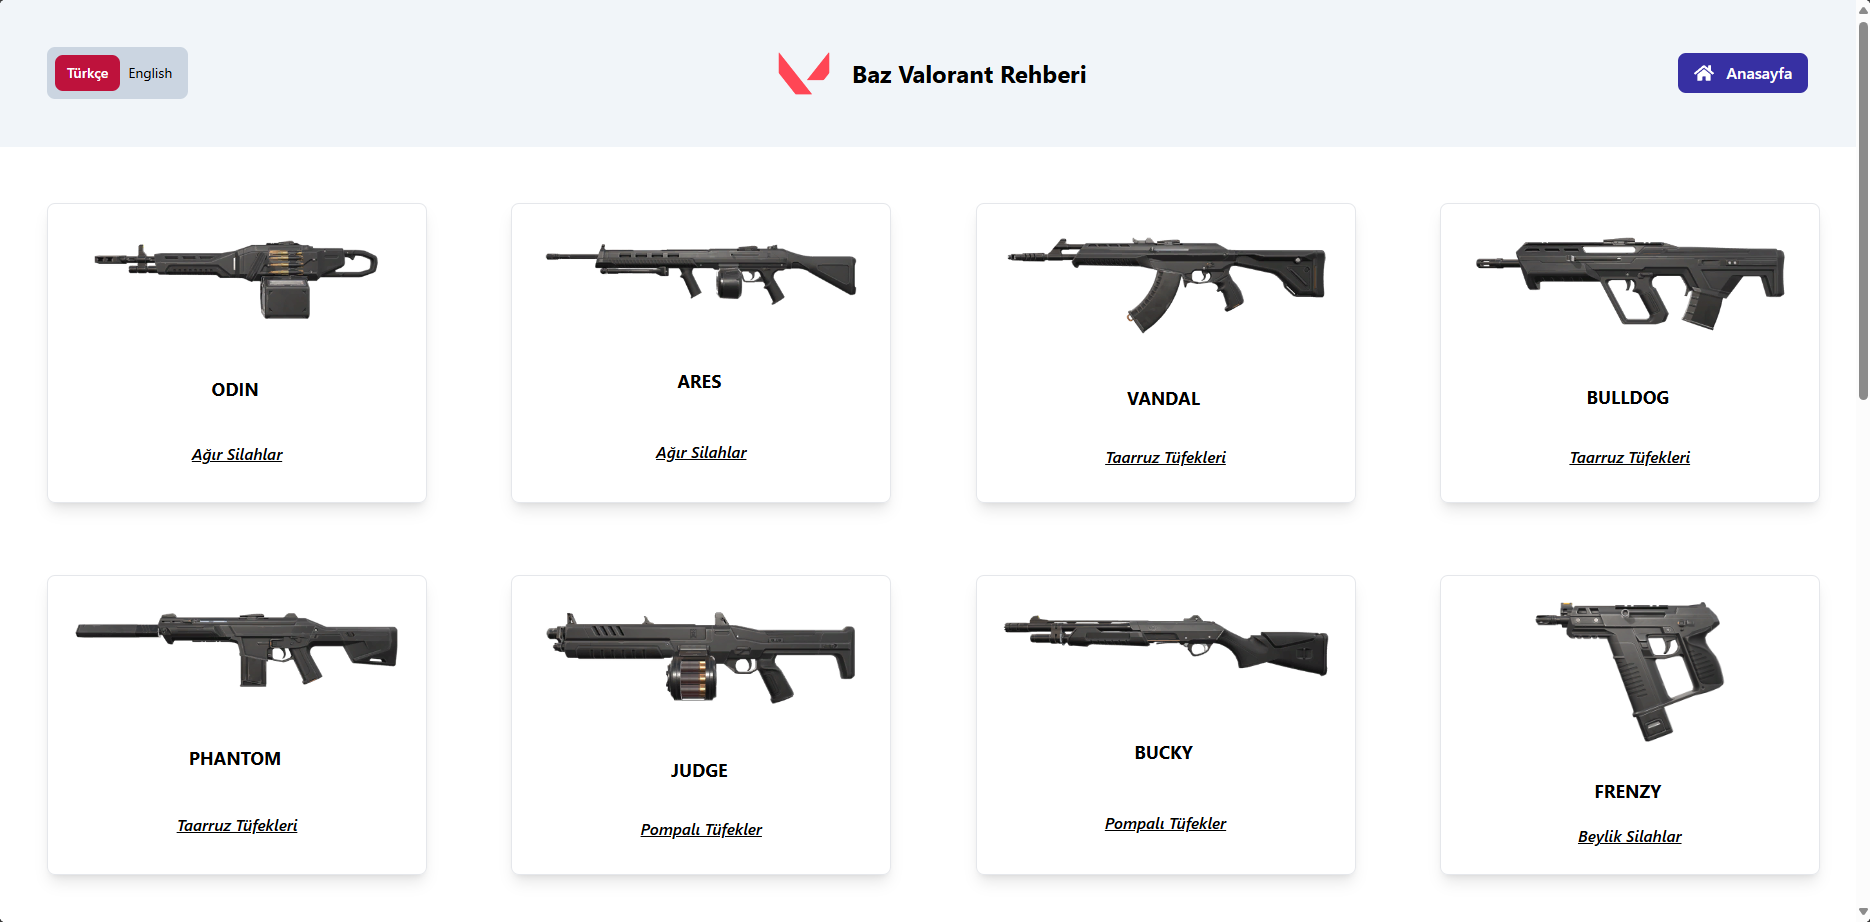 Türkçe English
Baz Valorant Rehberi
Anasayfa
ODIN
Ağır Silahlar
ARES
Ağır Silahlar
VANDAL
Taarruz Tüfekleri
BULLDOG
Taarruz Tüfekleri
PHANTOM
Taarruz Tüfekleri
JUDGE
Pompalı Tüfekler
BUCKY
Pompalı Tüfekler
FRENZY
Beylik Silahlar